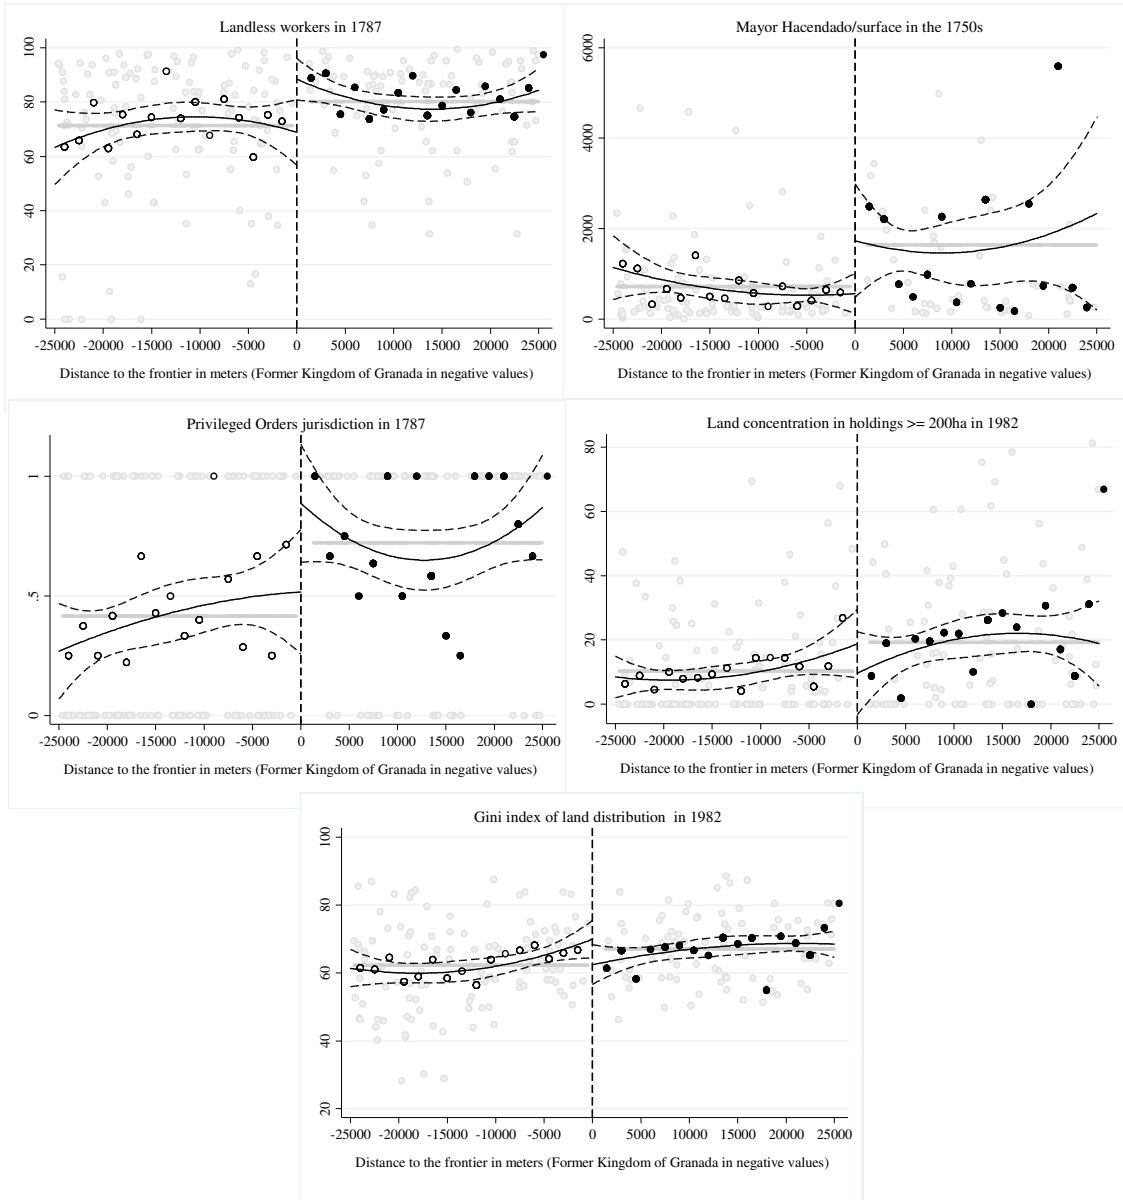 Landless workers in 1787
100
80
60
40
20
0
-25000 -20000 -15000 -10000 -5000 0 5000 10000 15000 20000 25000
Distance to the frontier in meters (Former Kingdom of Granada in negative values)
Mayor Hacendado/surface in the 1750s
6000
4000
2000
0
-25000 -20000 -15000 -10000 -5000 0 5000 10000 15000 20000 25000
Distance to the frontier in meters (Former Kingdom of Granada in negative values)
Privileged Orders jurisdiction in 1787
1
.5
0
-25000 -20000 -15000 -10000 -5000 0 5000 10000 15000 20000 25000
Distance to the frontier in meters (Former Kingdom of Granada in negative values)
Land concentration in holdings >= 200ha in 1982
80
60
40
20
0
-25000 -20000 -15000 -10000 -5000 0 5000 10000 15000 20000 25000
Distance to the frontier in meters (Former Kingdom of Granada in negative values)
Gini index of land distribution in 1982
100
80
60
40
20
-25000 -20000 -15000 -10000 -5000 0 5000 10000 15000 20000 25000
Distance to the frontier in meters (Former Kingdom of Granada in negative values)